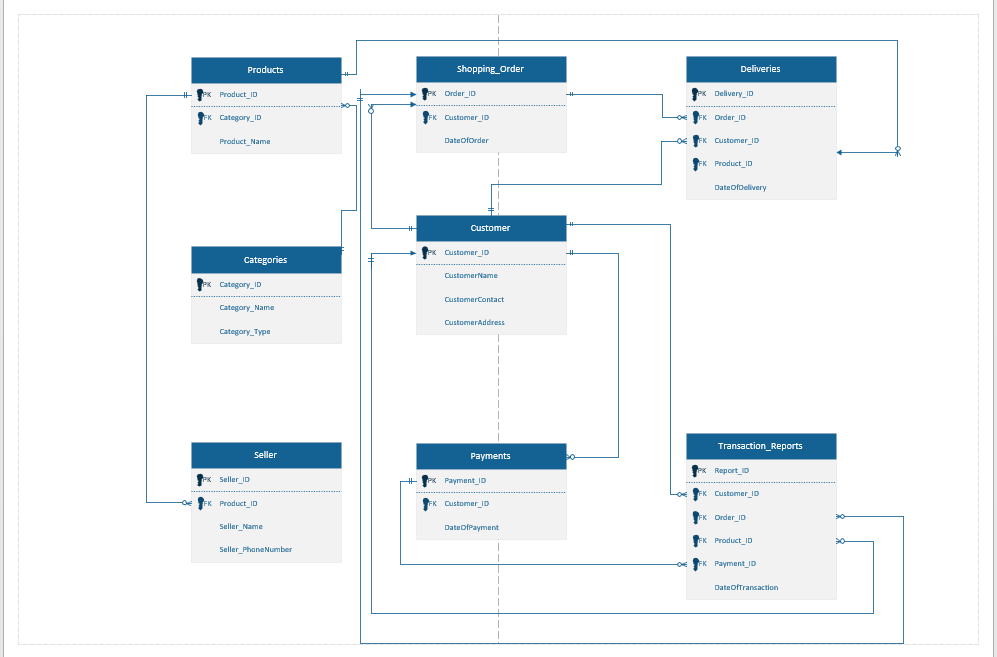 Products
PK Product_ID
FK Category_ID
Product_Name
Shopping_Order
PK Order_ID
FK Customer_ID
DateOfOrder
Deliveries
PK Delivery_ID
FK Order_ID
FK Customer_ID
FK Product_ID
DateOfDelivery
Categories
PK Category_ID
Category_Name
Category_Type
Customer
PK Customer_ID
CustomerName
CustomerContact
CustomerAddress
Seller
PK Seller_ID
FK Product_ID
Seller_Name
Seller_PhoneNumber
Payments
PK Payment_ID
FK Customer_ID
DateOfPayment
Transaction_Reports
PK Report_ID
FK Customer_ID
FK Order_ID
FK Product_ID
FK Payment_ID
DateOfTransaction